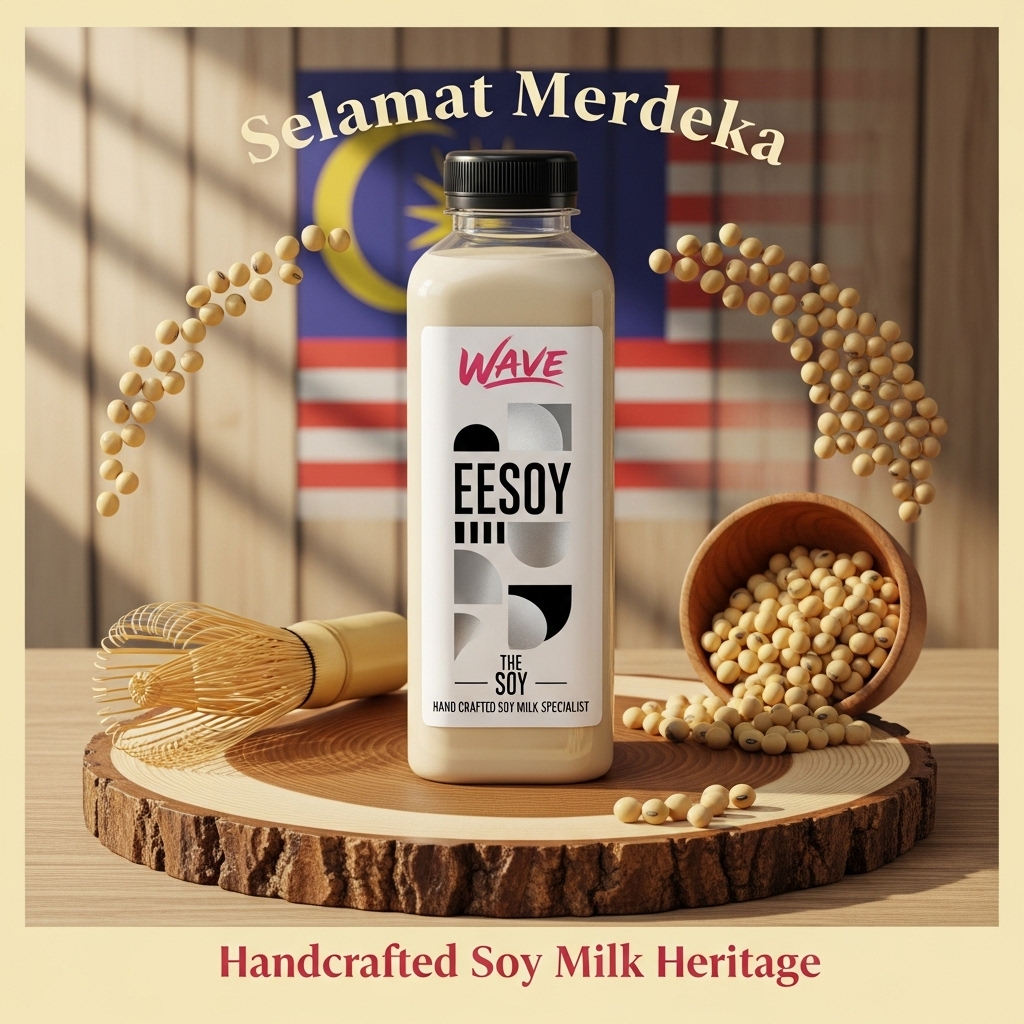 Selamat Merdeka
WAVE
EESOY
THE
SOY
HAND CRAFTED SOY MILK SPECIALIST
Handcrafted Soy Milk Heritage